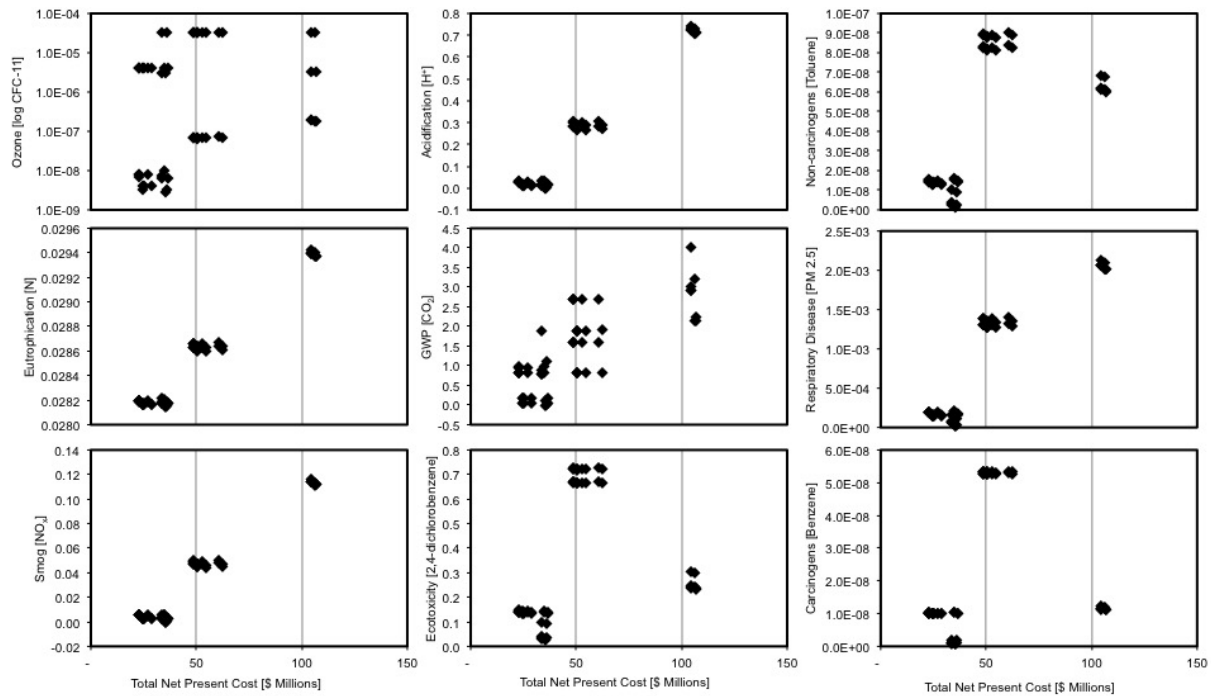 Ozone [log CFC-11]
1.0E-04
1.0E-05
1.0E-06
1.0E-07
1.0E-08
1.0E-09
Acidification [H+]
0.8
0.7
0.6
0.5
0.4
0.3
0.2
0.1
0.0
-0.1
Non-carcinogens [Toluene]
1.0E-07
9.0E-08
8.0E-08
7.0E-08
6.0E-08
5.0E-08
4.0E-08
3.0E-08
2.0E-08
1.0E-08
0.0E+00
Eutrophication [N]
0.0296
0.0294
0.0292
0.0290
0.0288
0.0286
0.0284
0.0282
0.0280
GWP [CO2]
4.5
4.0
3.5
3.0
2.5
2.0
1.5
1.0
0.5
0.0
-0.5
Respiratory Disease [PM 2.5]
2.5E-03
2.0E-03
1.5E-03
1.0E-03
5.0E-04
0.0E+00
Smog [NOx]
0.14
0.12
0.10
0.08
0.06
0.04
0.02
0.00
-0.02
- 50 100 150
Total Net Present Cost [$ Millions]
Ecotoxicity [2,4-dichlorobenzene]
0.8
0.7
0.6
0.5
0.4
0.3
0.2
0.1
0.0
- 50 100 150
Total Net Present Cost [$ Millions]
Carcinogens [Benzene]
6.0E-08
5.0E-08
4.0E-08
3.0E-08
2.0E-08
1.0E-08
0.0E+00
- 50 100 150
Total Net Present Cost [$ Millions]